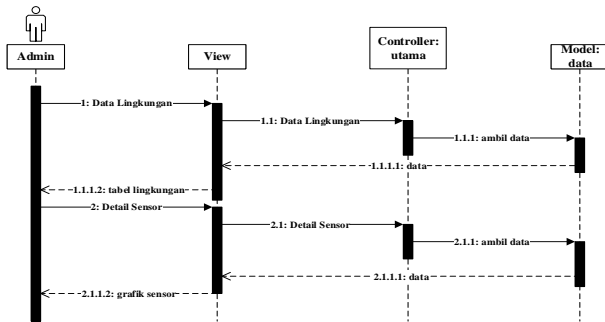 Admin
View
Controller:
utama
Model:
data
1: Data Lingkungan
1.1: Data Lingkungan
1.1.1: ambil data
1.1.1.1: data
1.1.1.2: tabel lingkungan
2: Detail Sensor
2.1: Detail Sensor
2.1.1: ambil data
2.1.1.1: data
2.1.1.2: grafik sensor